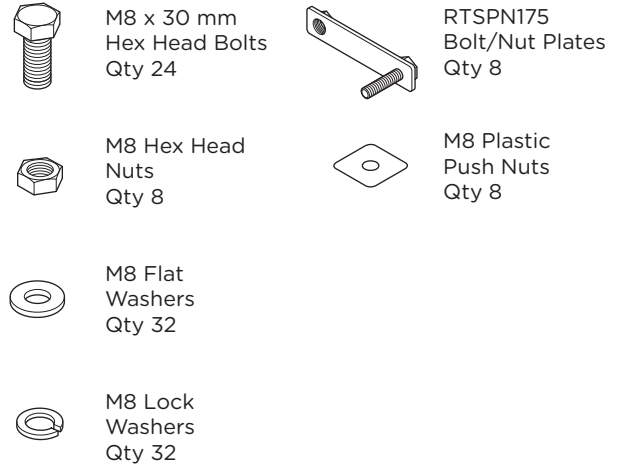 M8 x 30 mm
Hex Head Bolts
Qty 24
M8 Hex Head
Nuts
Qty 8
M8 Flat
Washers
Qty 32
M8 Lock
Washers
Qty 32
RTSPN175
Bolt/Nut Plates
Qty 8
M8 Plastic
Push Nuts
Qty 8